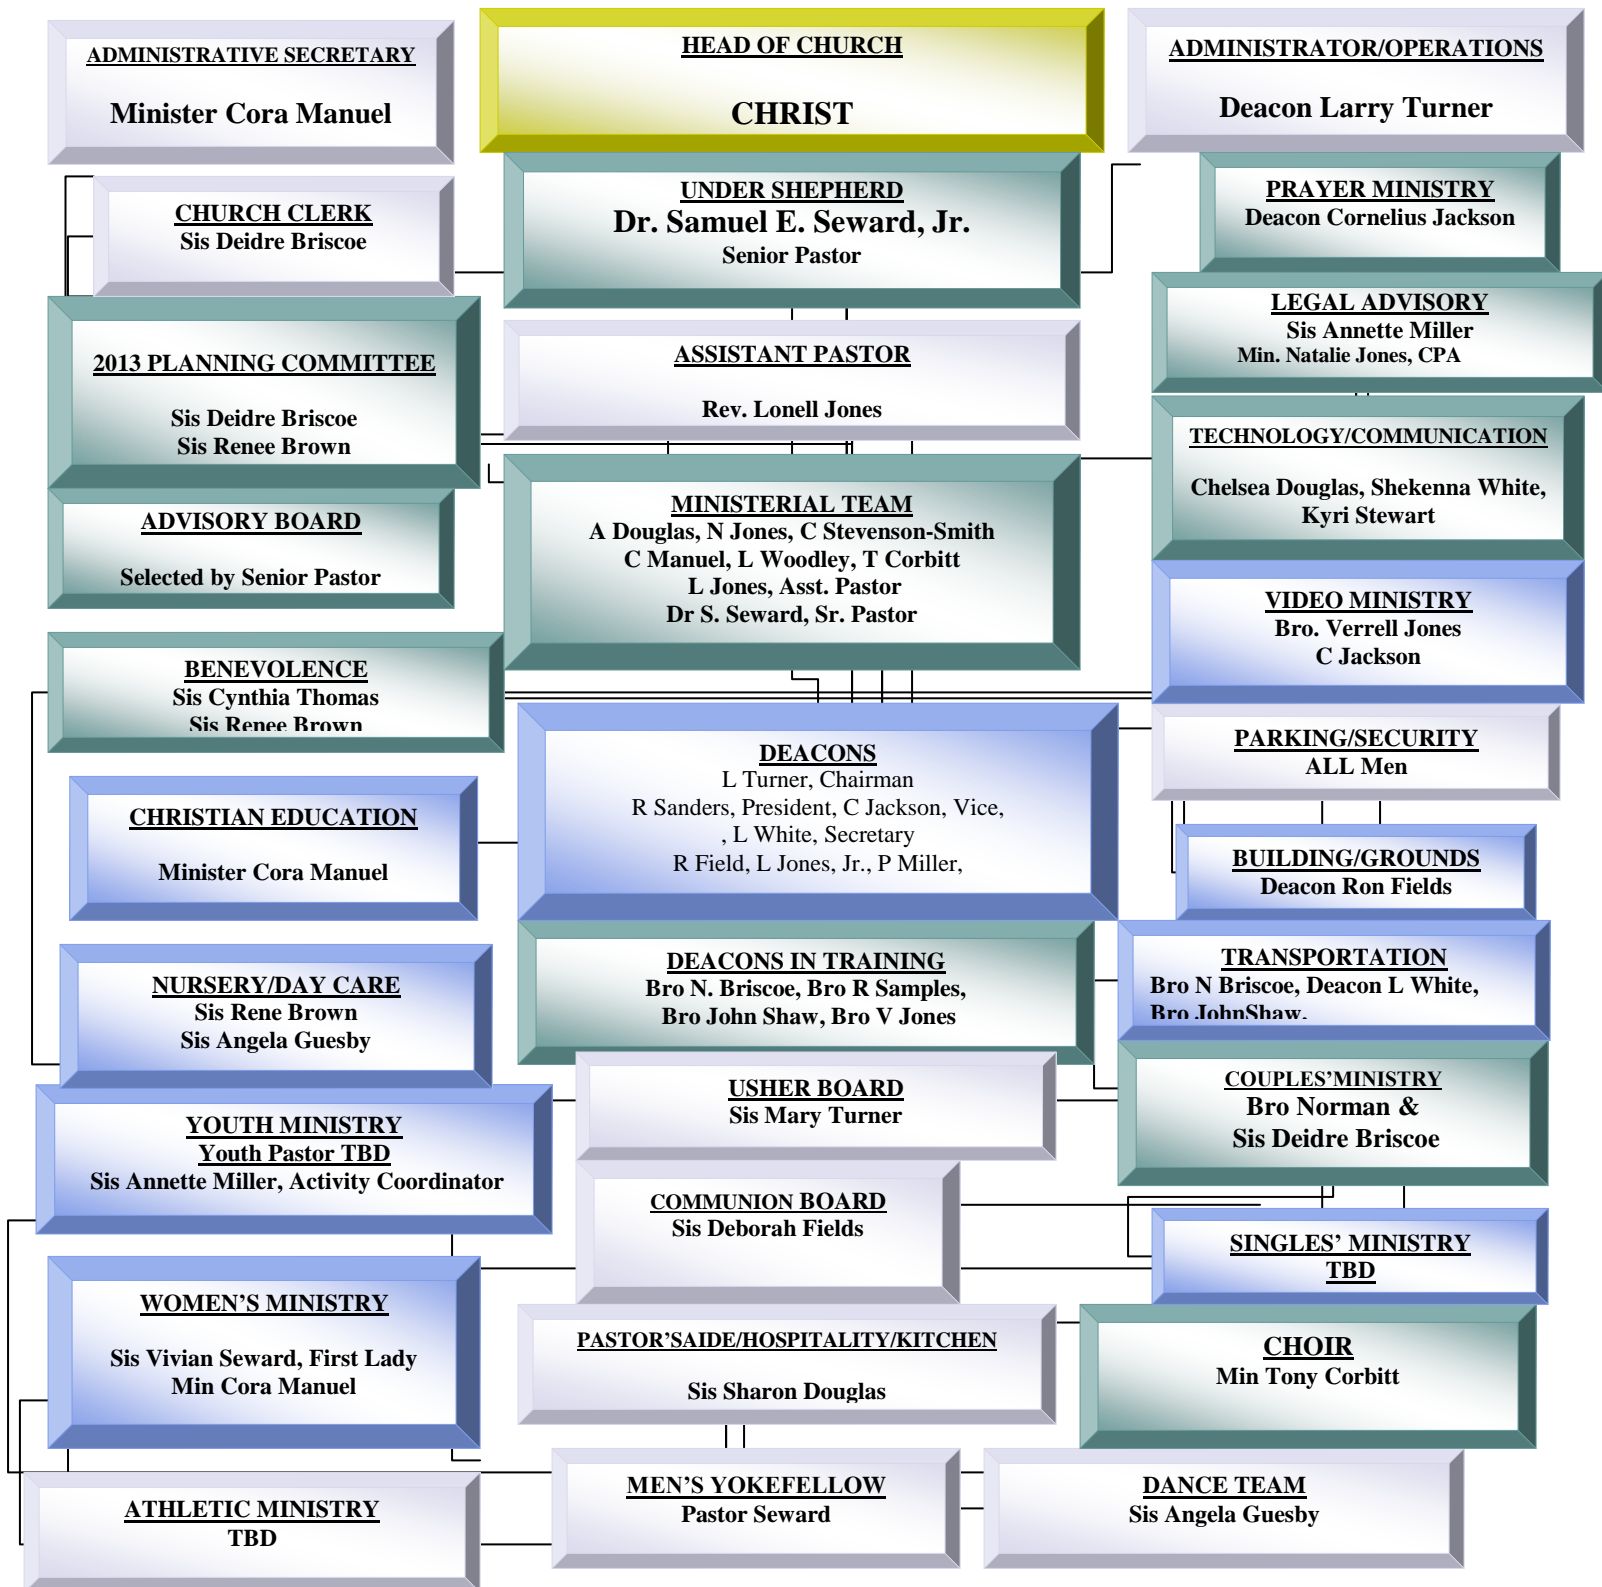 ADMINISTRATIVE SECRETARY
Minister Cora Manuel
HEAD OF CHURCH
CHRIST
ADMINISTRATOR/OPERATIONS
Deacon Larry Turner
CHURCH CLERK
Sis Deidre Briscoe
UNDER SHEPHERD
Dr. Samuel E. Seward, Jr.
Senior Pastor
PRAYER MINISTRY
Deacon Cornelius Jackson
LEGAL ADVISORY
Sis Annette Miller
Min. Natalie Jones, CPA
2013 PLANNING COMMITTEE
Sis Deidre Briscoe
Sis Renee Brown
ASSISTANT PASTOR
Rev. Lonell Jones
TECHNOLOGY/COMMUNICATION
Chelsea Douglas, Shekenna White,
Kyri Stewart
ADVISORY BOARD
Selected by Senior Pastor
MINISTERIAL TEAM
A Douglas, N Jones, C Stevenson-Smith
C Manuel, L Woodley, T Corbitt
L Jones, Asst. Pastor
Dr S. Seward, Sr. Pastor
VIDEO MINISTRY
Bro. Verrell Jones
C Jackson
BENEVOLENCE
Sis Cynthia Thomas
Sis Renee Brown
DEACONS
L Turner, Chairman
R Sanders, President, C Jackson, Vice,
, L White, Secretary
R Field, L Jones, Jr., P Miller,
PARKING/SECURITY
ALL Men
CHRISTIAN EDUCATION
Minister Cora Manuel
BUILDING/GROUNDS
Deacon Ron Fields
NURSERY/DAY CARE
Sis Rene Brown
Sis Angela Guesby
DEACONS IN TRAINING
Bro N. Briscoe, Bro R Samples,
Bro John Shaw, Bro V Jones
TRANSPORTATION
Bro N Briscoe, Deacon L White,
Bro JohnShaw.
USHER BOARD
Sis Mary Turner
COUPLES'MINISTRY
Bro Norman &
Sis Deidre Briscoe
YOUTH MINISTRY
Youth Pastor TBD
Sis Annette Miller, Activity Coordinator
COMMUNION BOARD
Sis Deborah Fields
SINGLES' MINISTRY
TBD
WOMEN'S MINISTRY
Sis Vivian Seward, First Lady
Min Cora Manuel
PASTOR'SAIDE/HOSPITALITY/KITCHEN
Sis Sharon Douglas
CHOIR
Min Tony Corbitt
ATHLETIC MINISTRY
TBD
MEN'S YOKEFELLOW
Pastor Seward
DANCE TEAM
Sis Angela Guesby